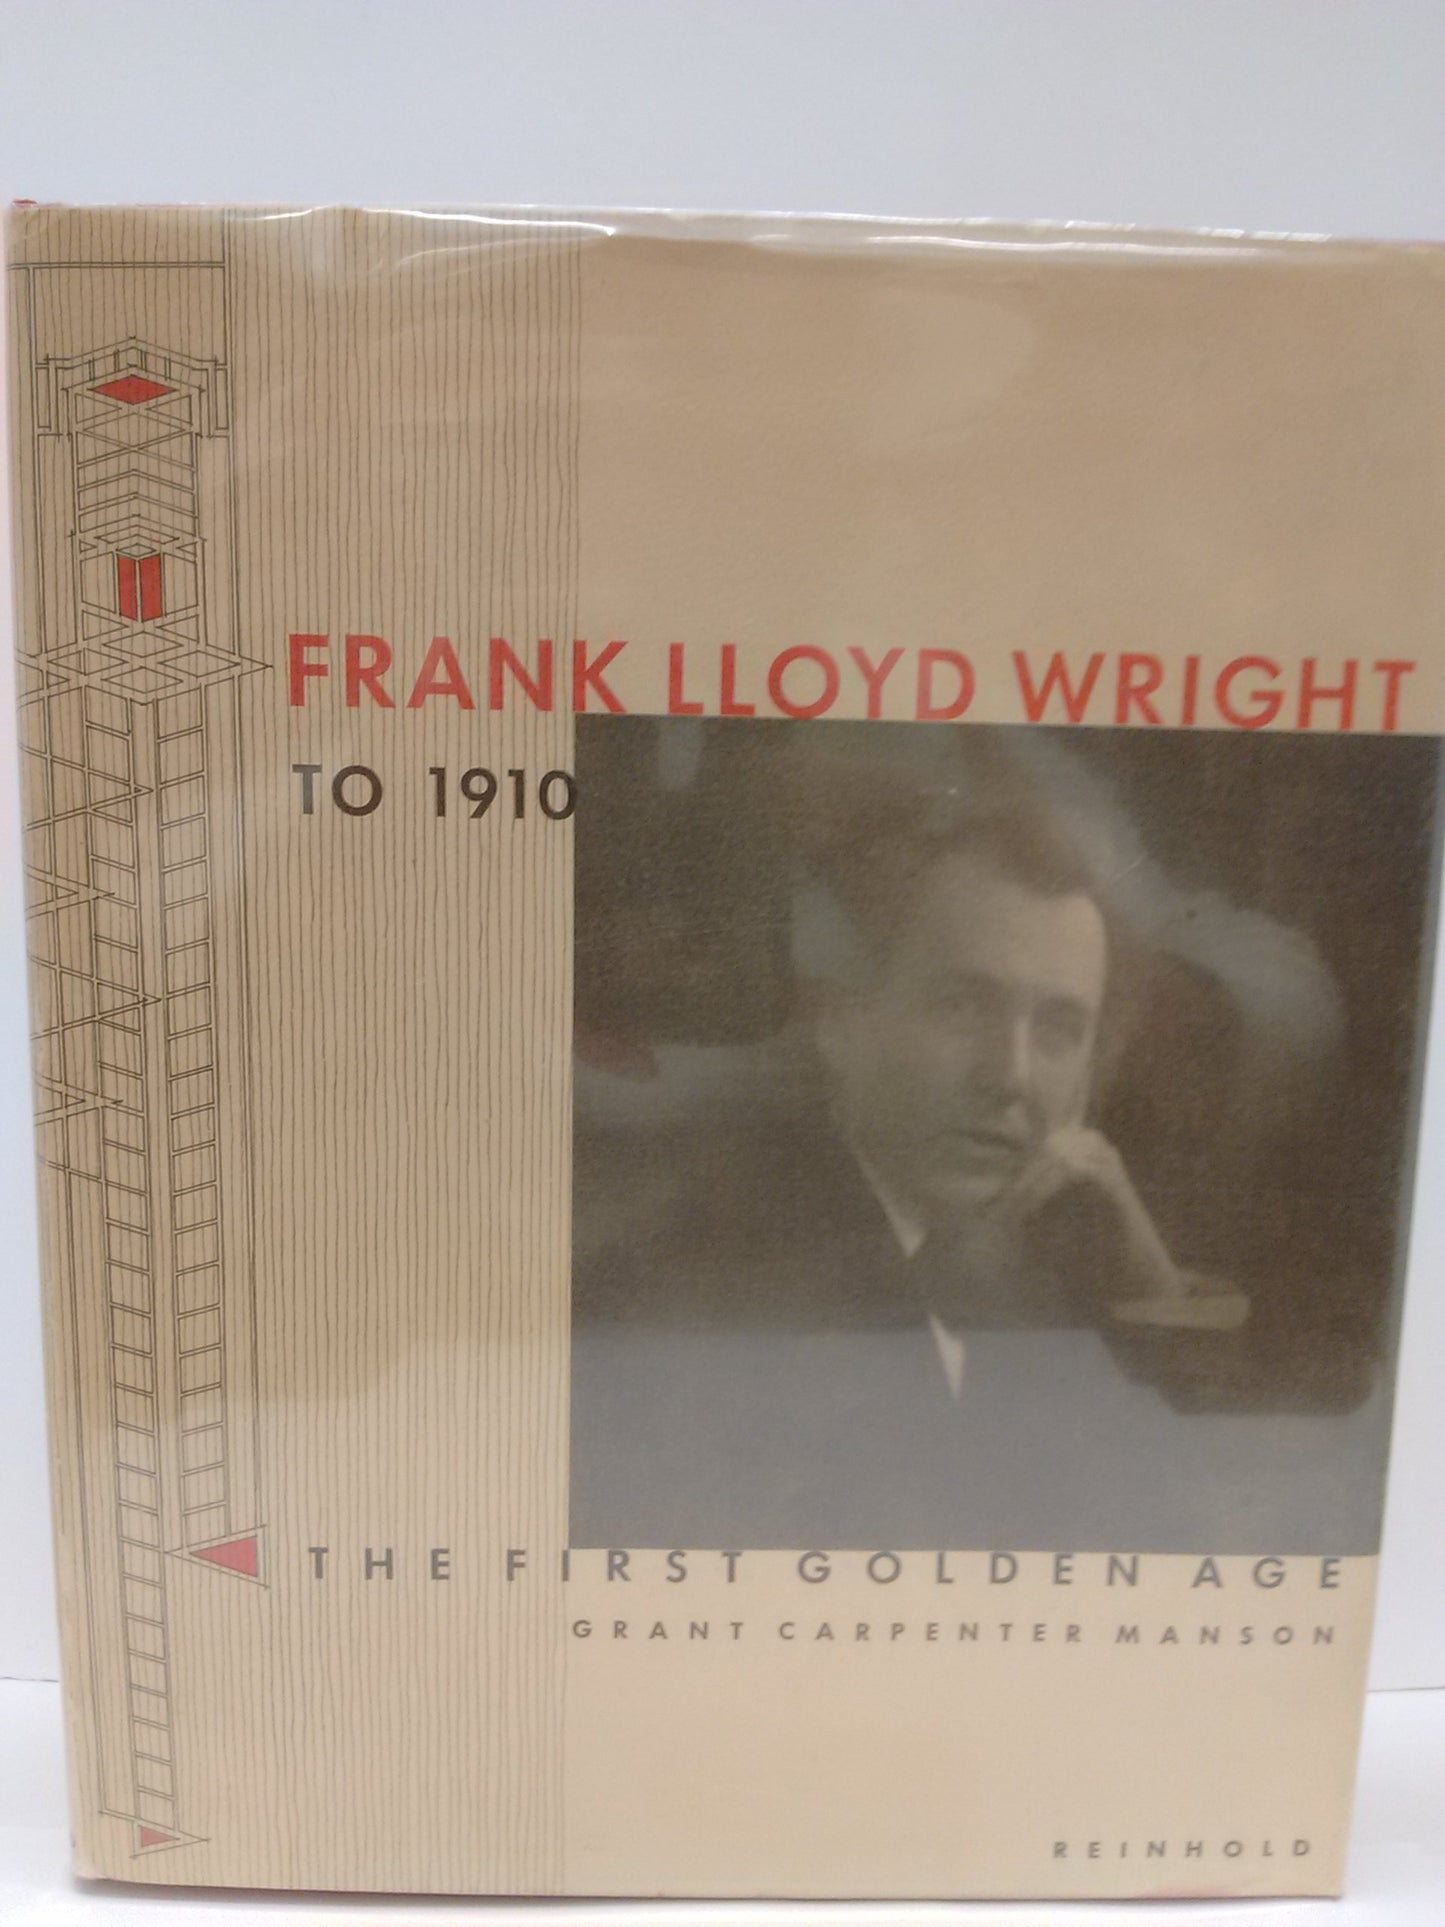 FRANK LLOYD WRIGHT
TO 1910
THE FIRST GOLDEN AGE
GRANT CARPENTER MANSON
REINHOLD